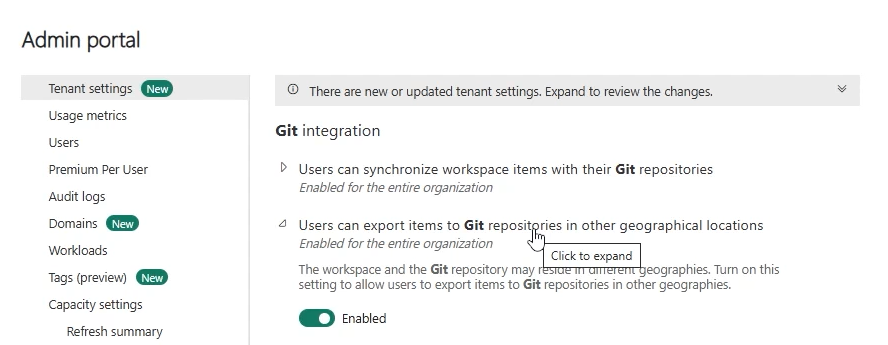 Admin portal
Tenant settings New
Usage metrics
Users
Premium Per User
Audit logs
Domains New
Workloads
Tags (preview) New
Capacity settings
Refresh summary
There are new or updated tenant settings. Expand to review the changes.
Git integration
Users can synchronize workspace items with their Git repositories
Enabled for the entire organization
Users can export items to Git repositories in other geographical locations
Enabled for the entire organization
Click to expand
The workspace and the Git repository may reside in different geographies. Turn on this
setting to allow users to export items to Git repositories in other geographies.
Enabled